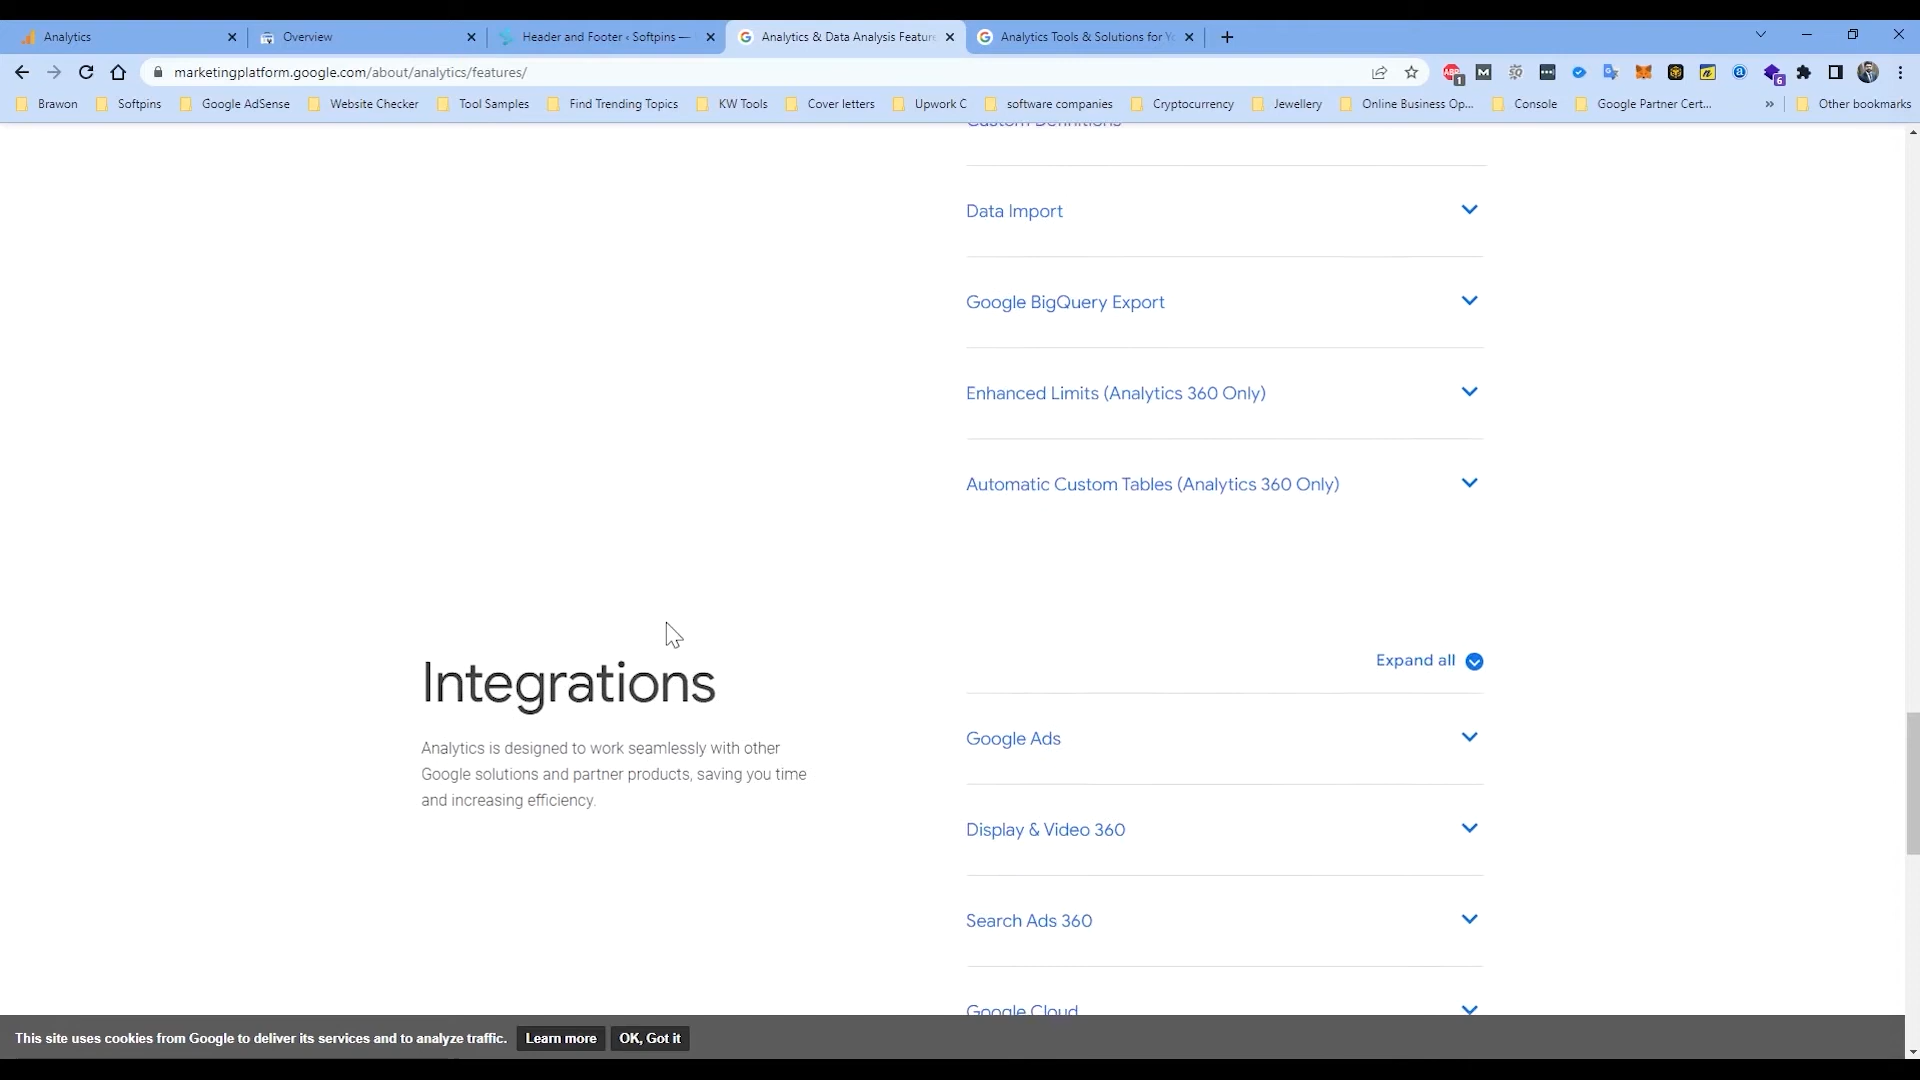 Analytics
Overview
Header and Footer ‹ Softpins —
Analytics & Data Analysis Feature
Analytics Tools & Solutions for Yo
marketingplatform.google.com/about/analytics/features/
Brawon
Softpins
Google AdSense
Website Checker
Tool Samples
Find Trending Topics
KW Tools
Cover letters
Upwork C
software companies
Cryptocurrency
Jewellery
Online Business Op...
Console
Google Partner Cert...
»
Other bookmarks
Custom Definitions
Data Import
Google BigQuery Export
Enhanced Limits (Analytics 360 Only)
Automatic Custom Tables (Analytics 360 Only)
Integrations
Analytics is designed to work seamlessly with other
Google solutions and partner products, saving you time
and increasing efficiency.
Expand all
Google Ads
Display & Video 360
Search Ads 360
Google Cloud
This site uses cookies from Google to deliver its services and to analyze traffic.
Learn more
OK, Got it